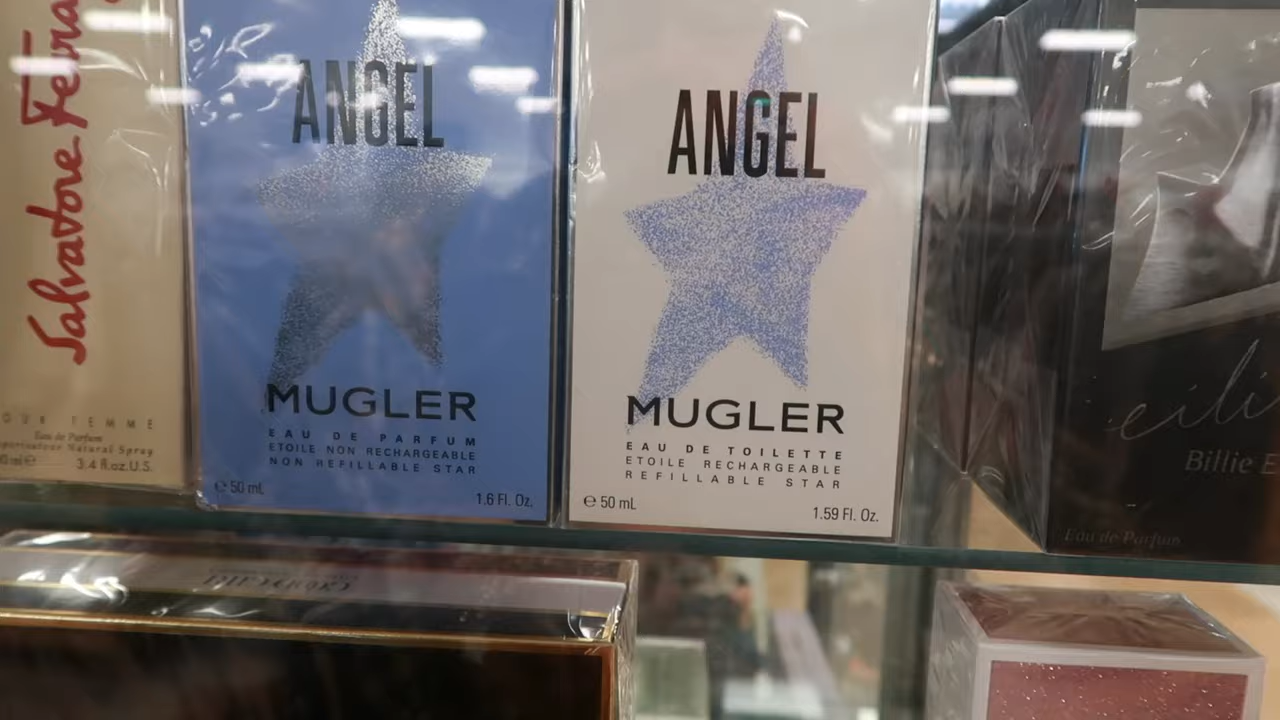 Salvatore Ferra
OUR FEMME
Eau de Parfum
Natural Spray
3.4 fl.oz.U.S.
ANGEL
MUGLER
EAU DE PARFUM
ETOILE NON RECHARGEABLE
NON REFILLABLE STAR
℮ 50 mL
1.6 Fl. Oz.
ANGEL
MUGLER
EAU DE TOILETTE
ETOILE RECHARGEABLE
REFILLABLE STAR
℮ 50 mL
1.59 Fl. Oz.
eili
Billie E
Eau de Parfum